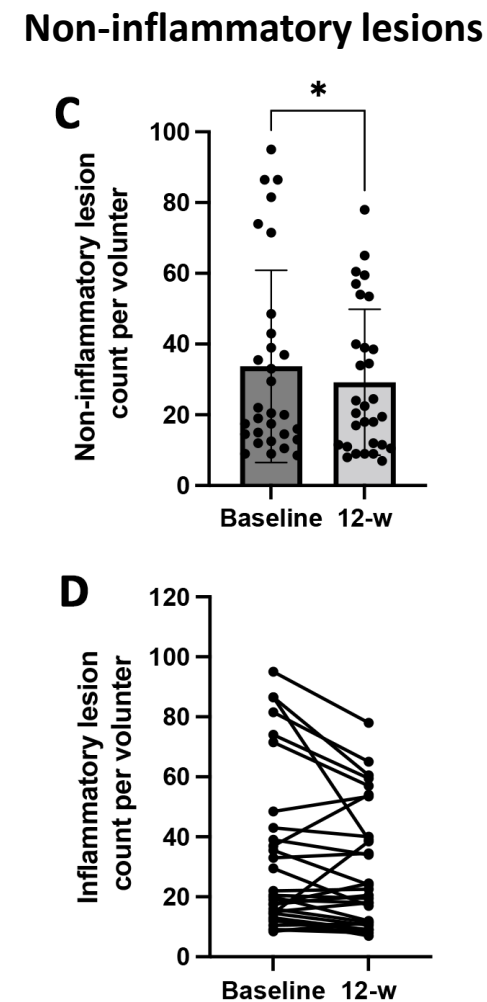 Non-inflammatory lesions
C
*
Non-inflammatory lesion
count per volunter
100
80
60
40
20
0
Baseline 12-w
D
Inflammatory lesion
count per volunter
120
100
80
60
40
20
0
Baseline 12-w